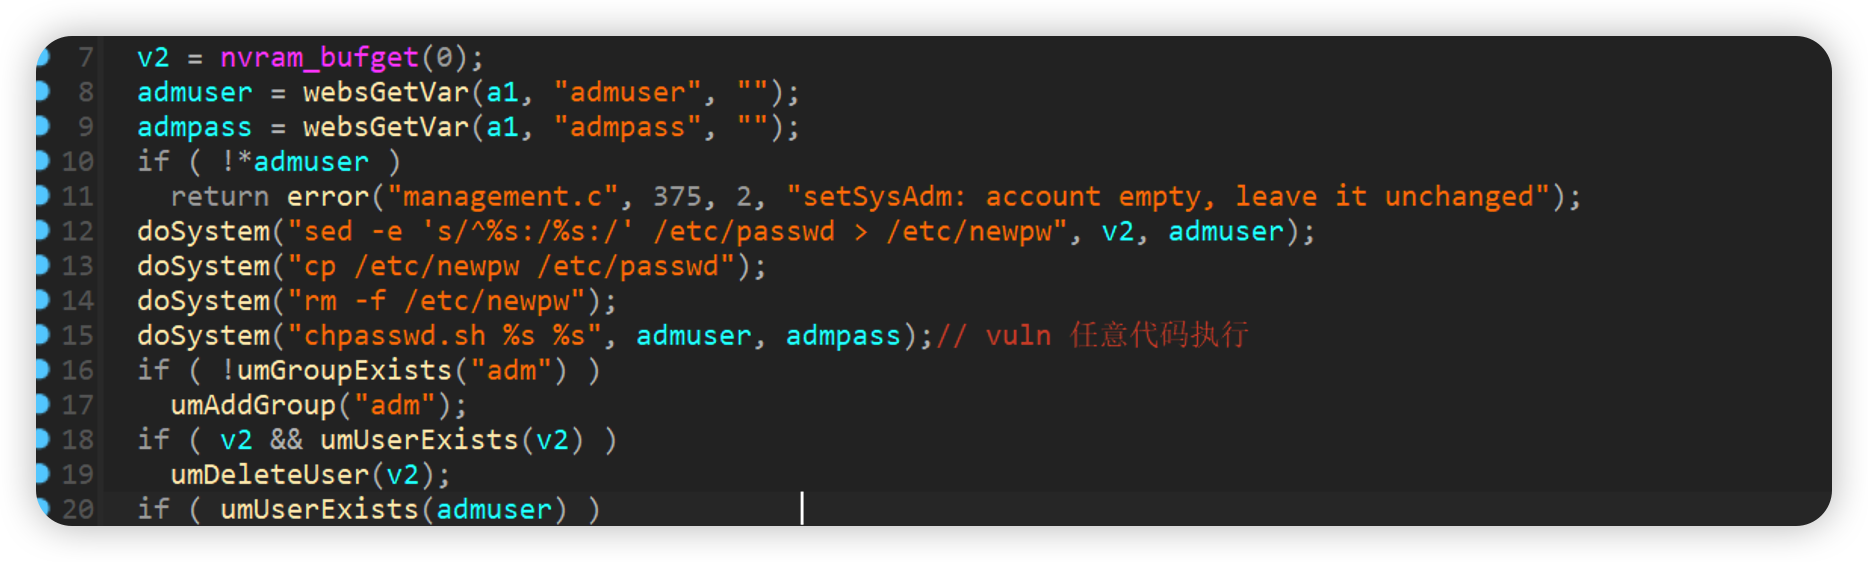 7 v2 = nvram_bufget(0);
8 admuser = websGetVar(a1, "admuser", "");
9 admpass = websGetVar(a1, "admpass", "");
10 if ( !*admuser )
11 return error("management.c", 375, 2, "setSysAdm: account empty, leave it unchanged");
12 doSystem("sed -e 's/^%s:/%s:/' /etc/passwd > /etc/newpw", v2, admuser);
13 doSystem("cp /etc/newpw /etc/passwd");
14 doSystem("rm -f /etc/newpw");
15 doSystem("chpasswd.sh %s %s", admuser, admpass);// vuln 任意代码执行
16 if ( !umGroupExists("adm") )
17 umAddGroup("adm");
18 if ( v2 && umUserExists(v2) )
19 umDeleteUser(v2);
20 if ( umUserExists(admuser) )